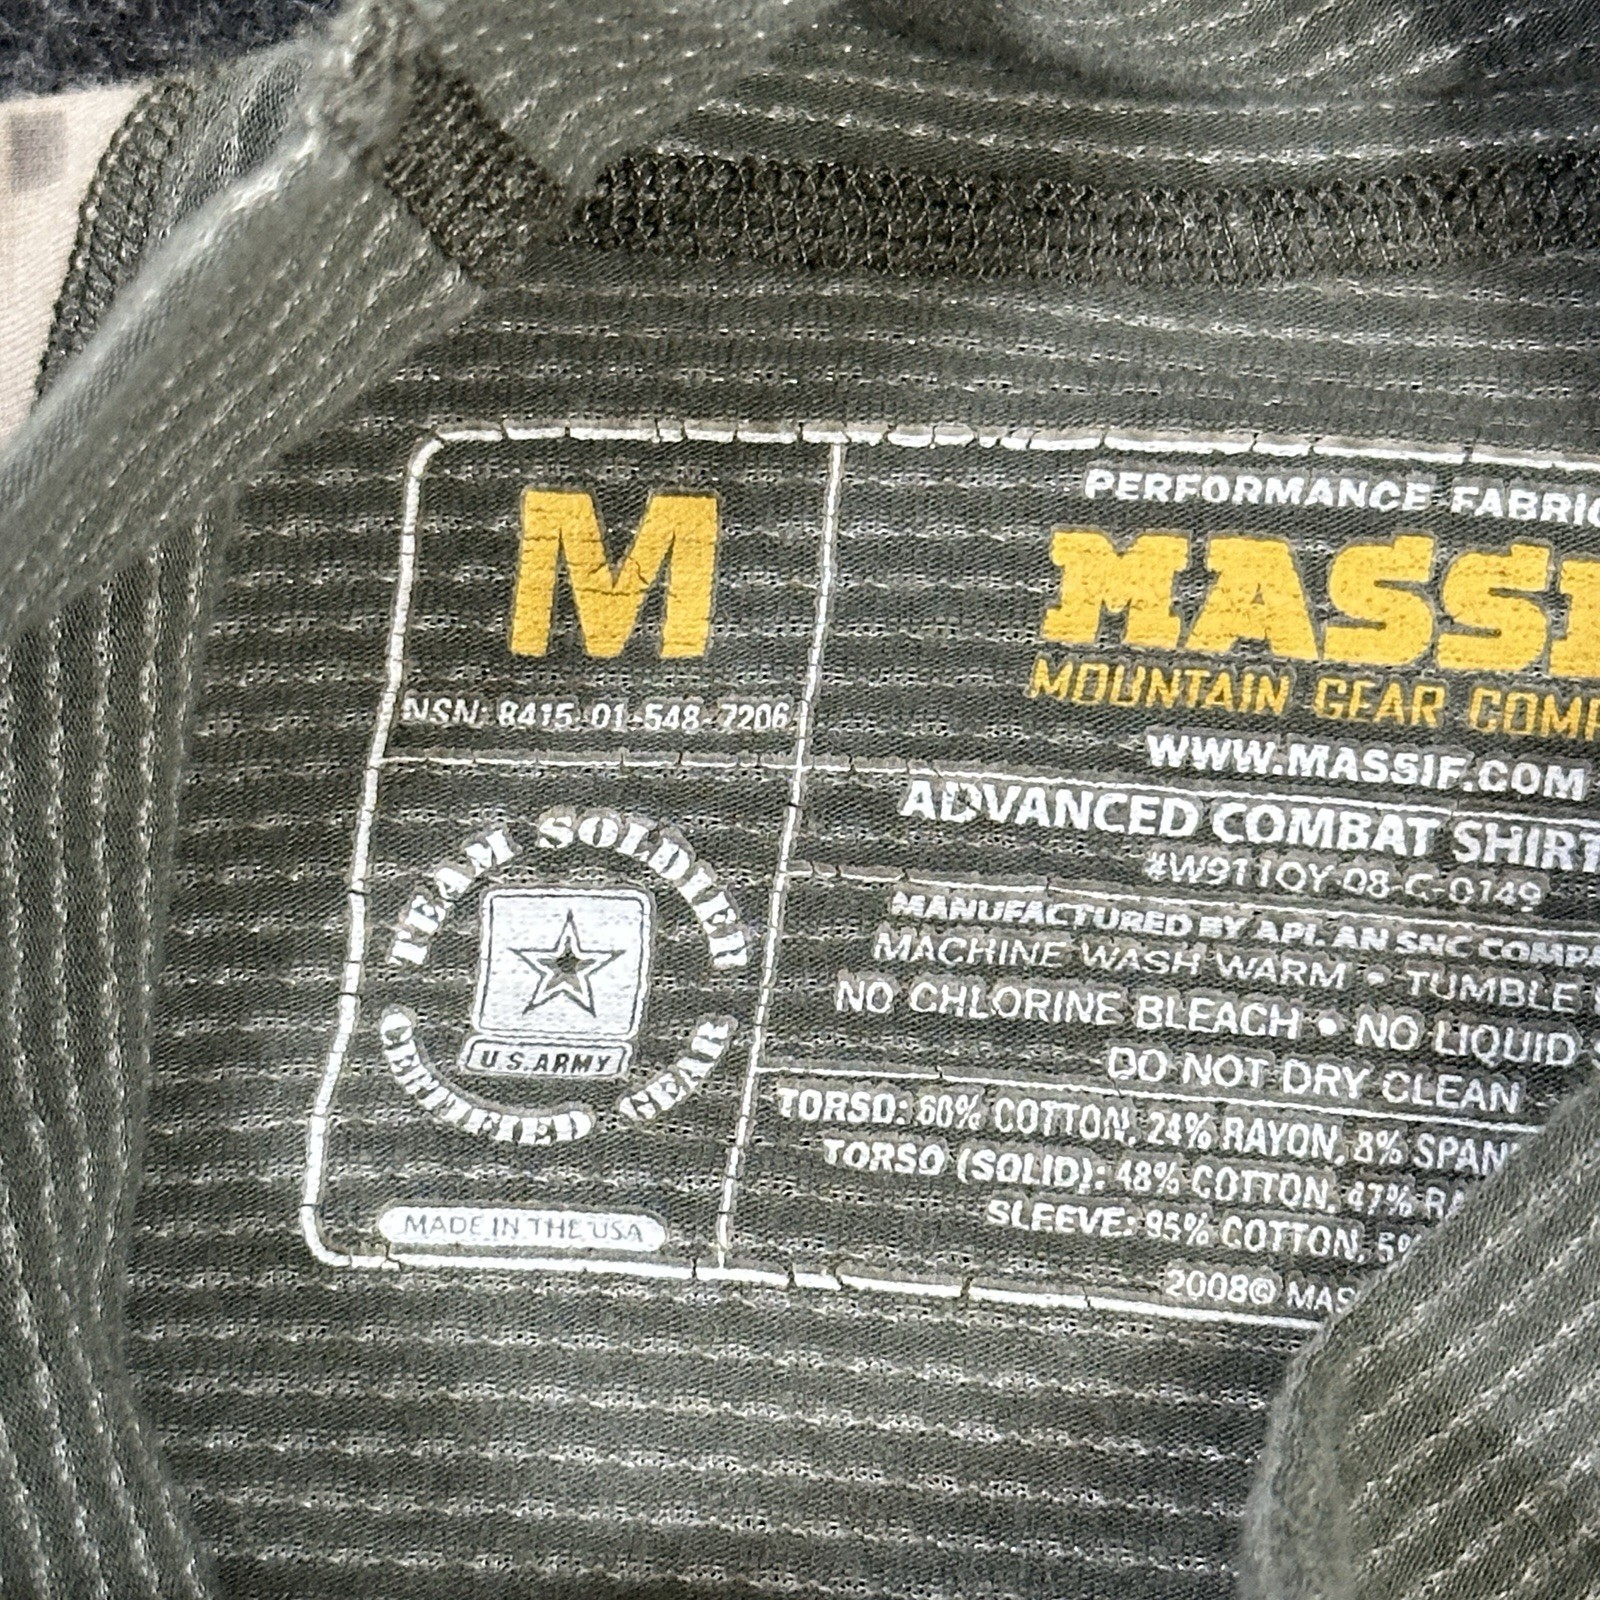 M
NSN: 8415-01-548-7206
TEAM SOLDIER
U.S.ARMY
CERTIFIED GEAR
MADE IN THE USA
PERFORMANCE FABRIC
MASSI
MOUNTAIN GEAR COMP
WWW.MASSIF.COM
ADVANCED COMBAT SHIRT
#W911QY-08-C-0149
MANUFACTURED BY API. AN SNC COMPA
MACHINE WASH WARM • TUMBLE
NO CHLORINE BLEACH • NO LIQUID
DO NOT DRY CLEAN
TORSO: 60% COTTON, 24% RAYON, 8% SPAN
TORSO (SOLID): 48% COTTON, 47% RA
SLEEVE: 95% COTTON, 5%
2008© MAS